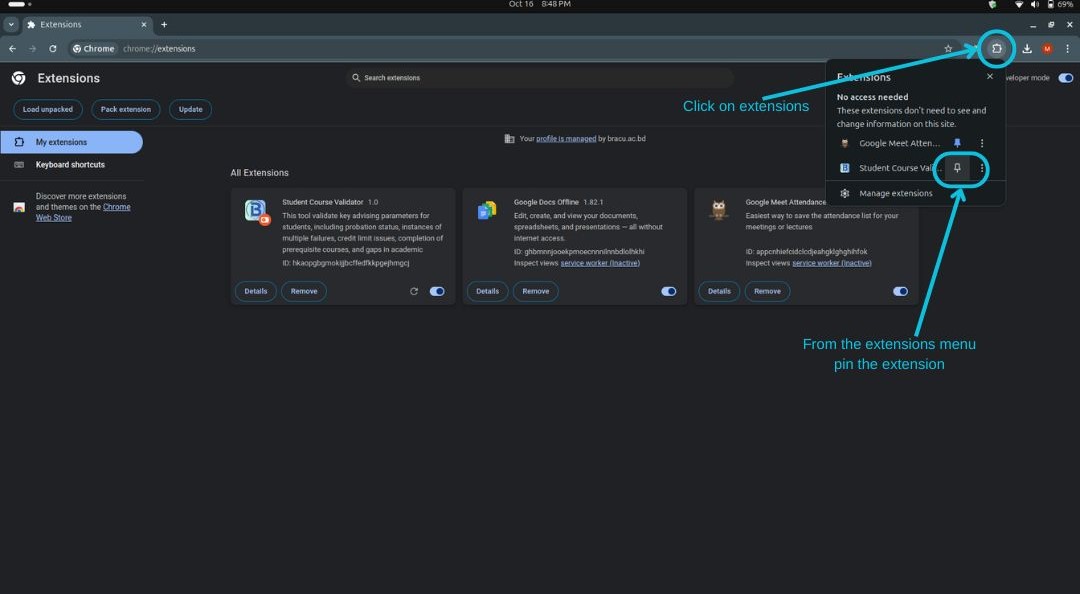 Oct 16 8:48 PM
69%
Extensions
Chrome
chrome://extensions
M
Extensions
Search extensions
veloper mode
Load unpacked
Pack extension
Update
Click on extensions
Extensions
No access needed
These extensions don't need to see and
change information on this site.
Google Meet Atten...
Student Course Vali...
Manage extensions
My extensions
Keyboard shortcuts
Discover more extensions
and themes on the Chrome
Web Store
Your profile is managed by bracu.ac.bd
All Extensions
Student Course Validator 1.0
This tool validate key advising parameters for
students, including probation status, instances of
multiple failures, credit limit issues, completion of
prerequisite courses, and gaps in academic
Details
Remove
Google Docs Offline 1.82.1
Edit, create, and view your documents,
spreadsheets, and presentations — all without
internet access.
ID: ghbmnnjooekpmoecnnnilnnbdlolhkhi
Inspect views service worker (Inactive)
Details
Remove
Google Meet Attendance
Easiest way to save the attendance list for your
meetings or lectures
Inspect views service worker (Inactive)
Details
Remove
From the extensions menu
pin the extension